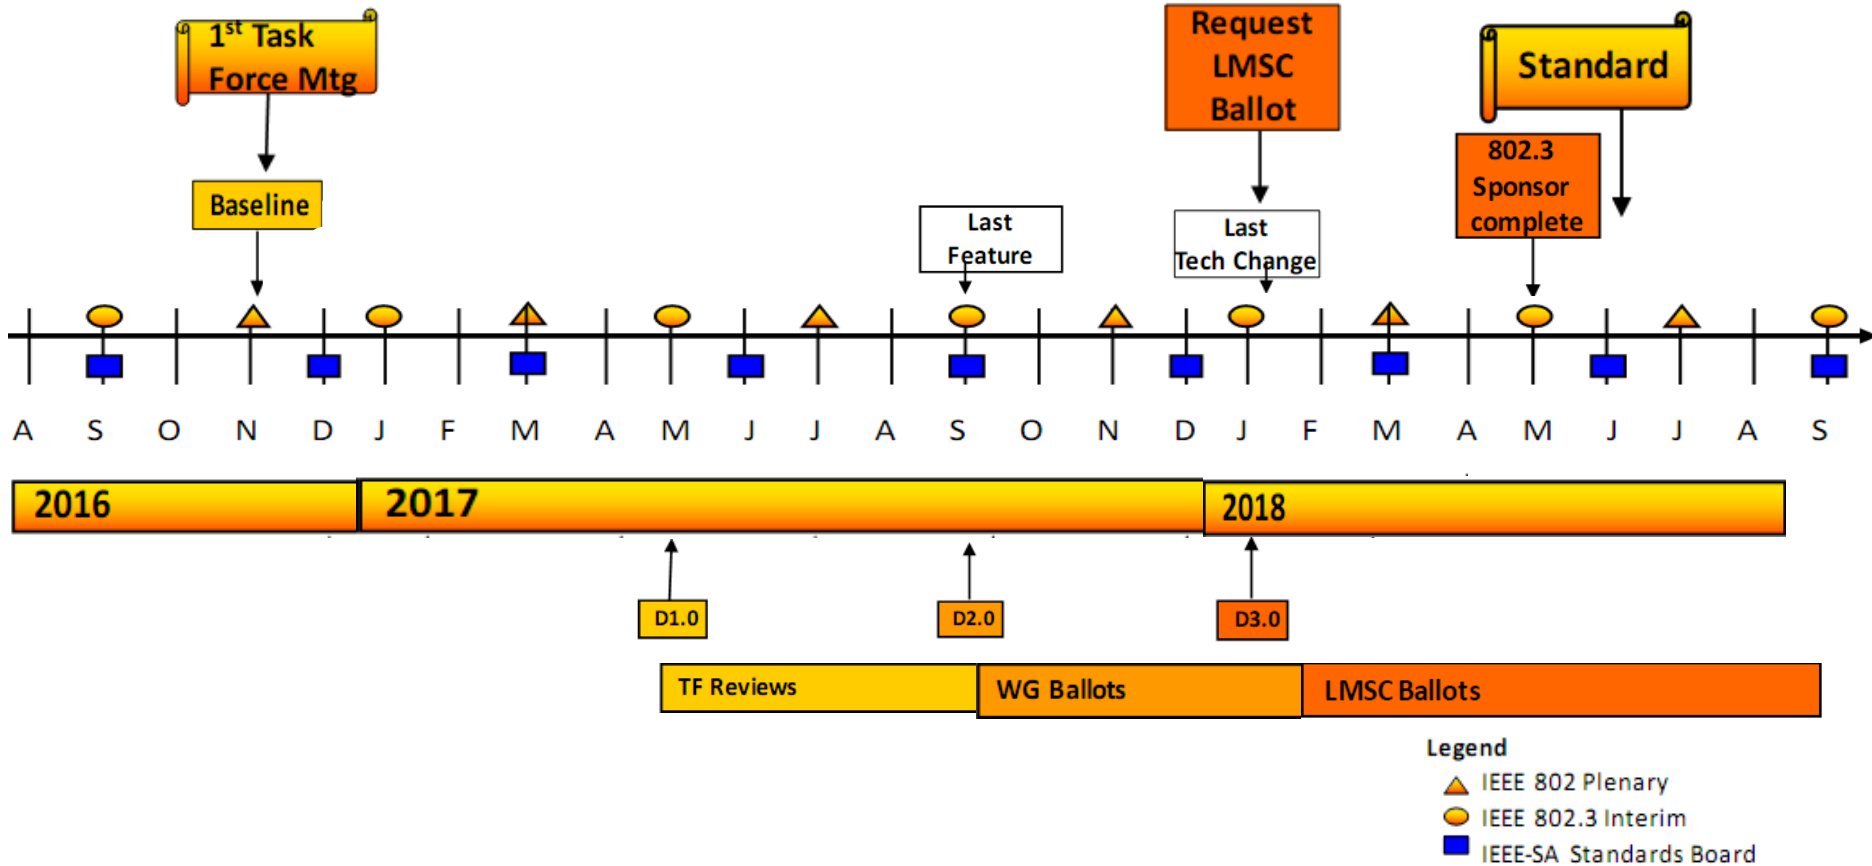 1st Task
Force Mtg
Request
LMSC
Ballot
Standard
802.3
Sponsor
complete
Baseline
Last
Feature
Last
Tech Change
A S O N D J F M A M J J A S O N D J F M A M J J A S
2016 2017 2018
D1.0 D2.0 D3.0
TF Reviews WG Ballots LMSC Ballots
Legend
IEEE 802 Plenary
IEEE 802.3 Interim
IEEE-SA Standards Board